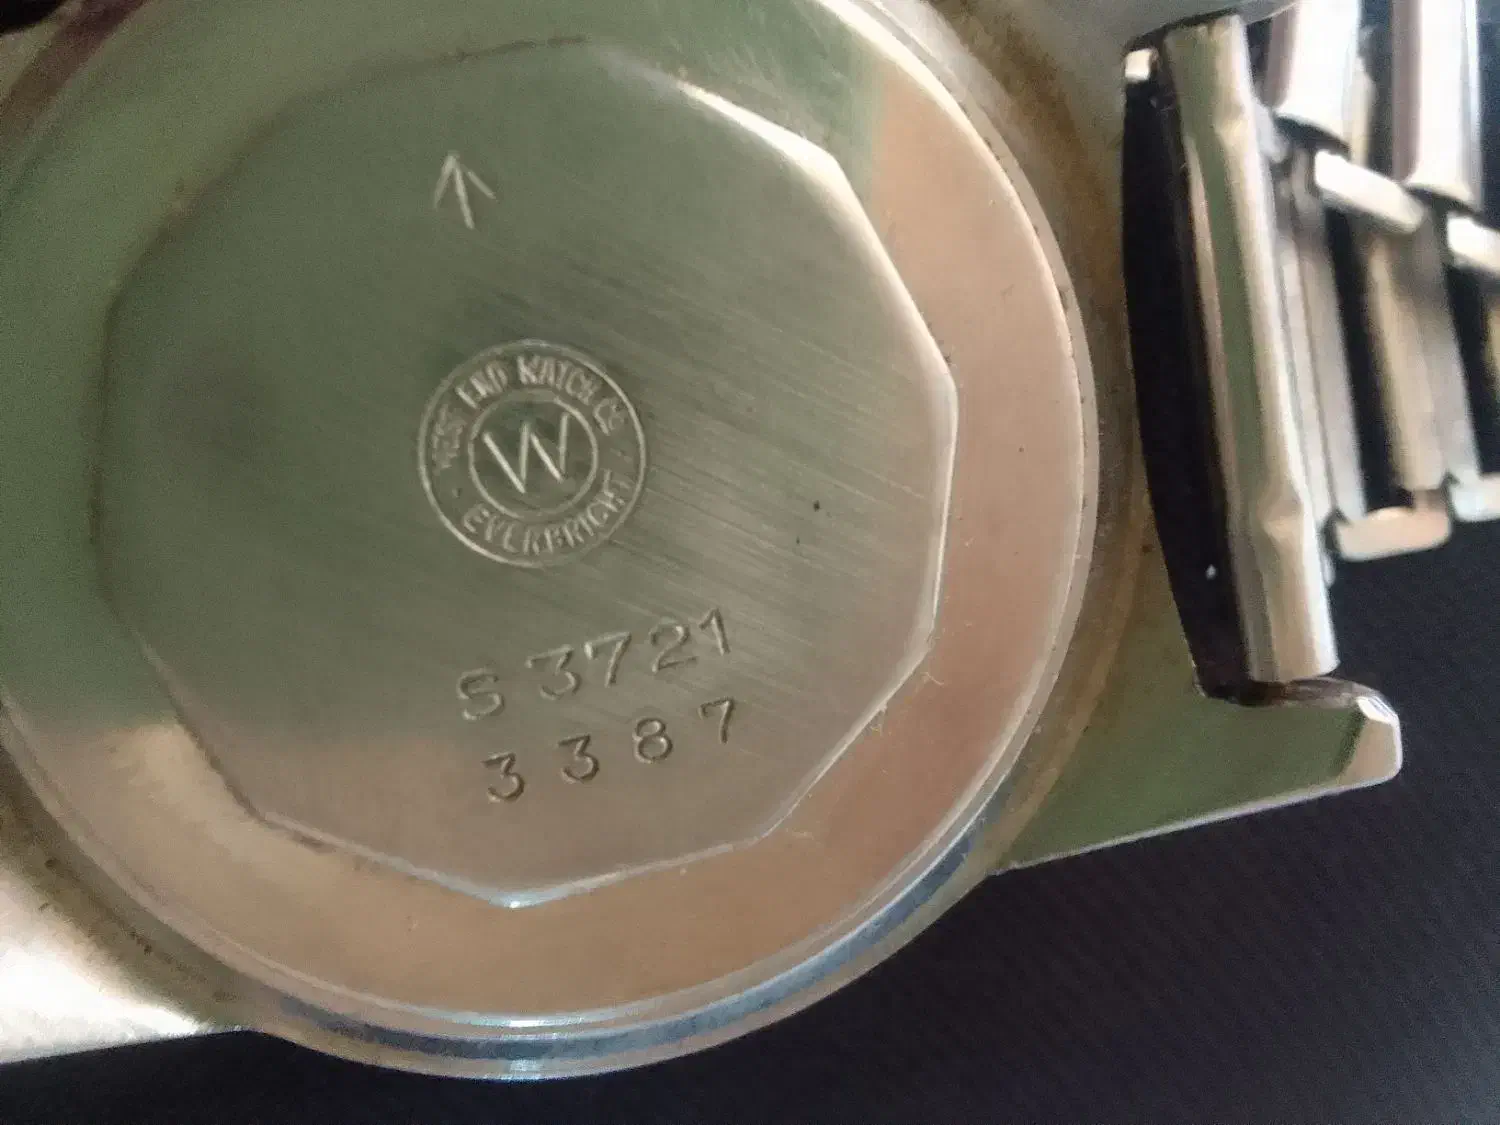 WEST END WATCH Co
W
EVERBRIGHT
S 3721
3387